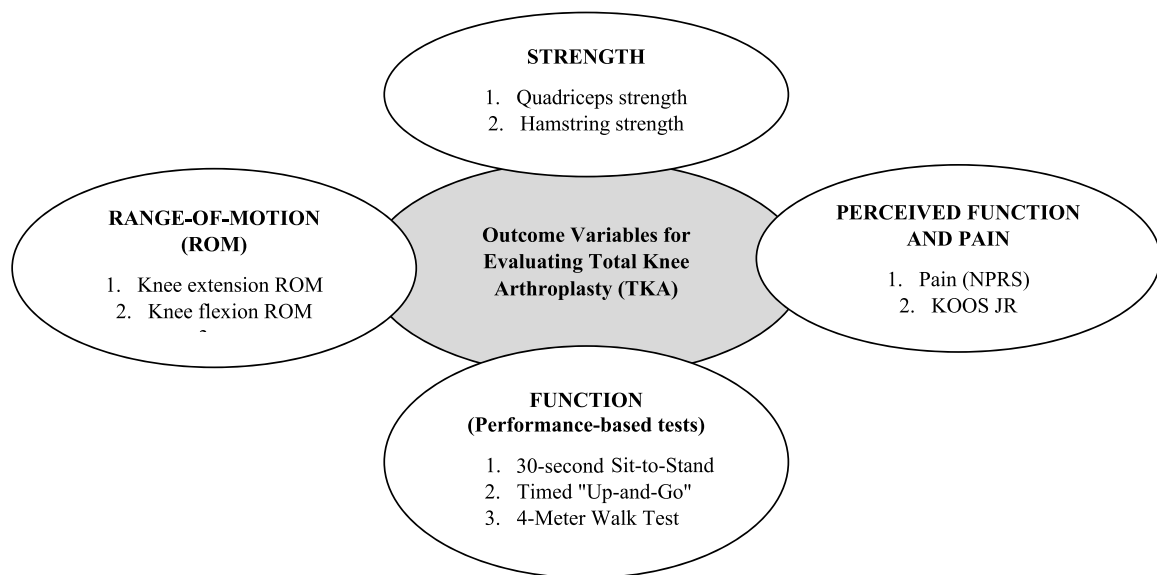 STRENGTH
1. Quadriceps strength
2. Hamstring strength
RANGE-OF-MOTION
(ROM)
1. Knee extension ROM
2. Knee flexion ROM
Outcome Variables for
Evaluating Total Knee
Arthroplasty (TKA)
PERCEIVED FUNCTION
AND PAIN
1. Pain (NPRS)
2. KOOS JR
FUNCTION
(Performance-based tests)
1. 30-second Sit-to-Stand
2. Timed "Up-and-Go"
3. 4-Meter Walk Test